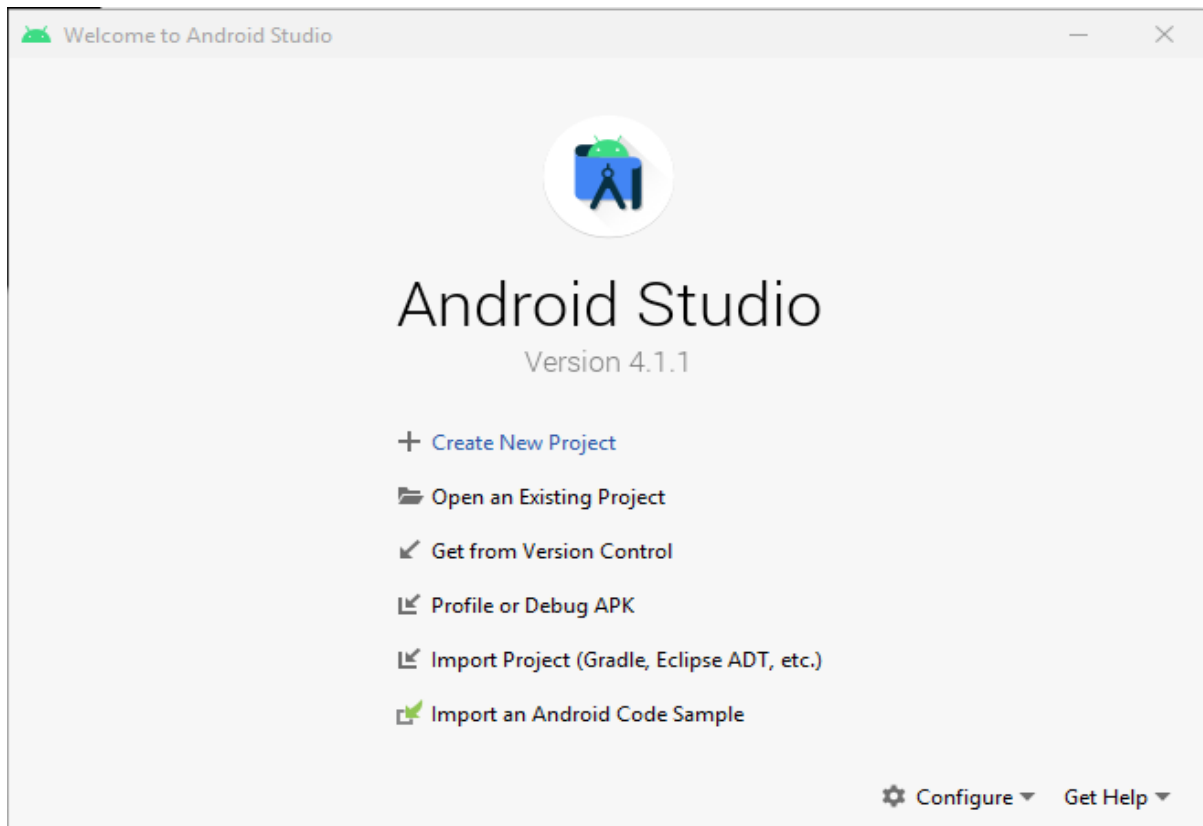 Welcome to Android Studio
Android Studio
Version 4.1.1
Create New Project
Open an Existing Project
Get from Version Control
Profile or Debug APK
Import Project (Gradle, Eclipse ADT, etc.)
Import an Android Code Sample
Configure Get Help